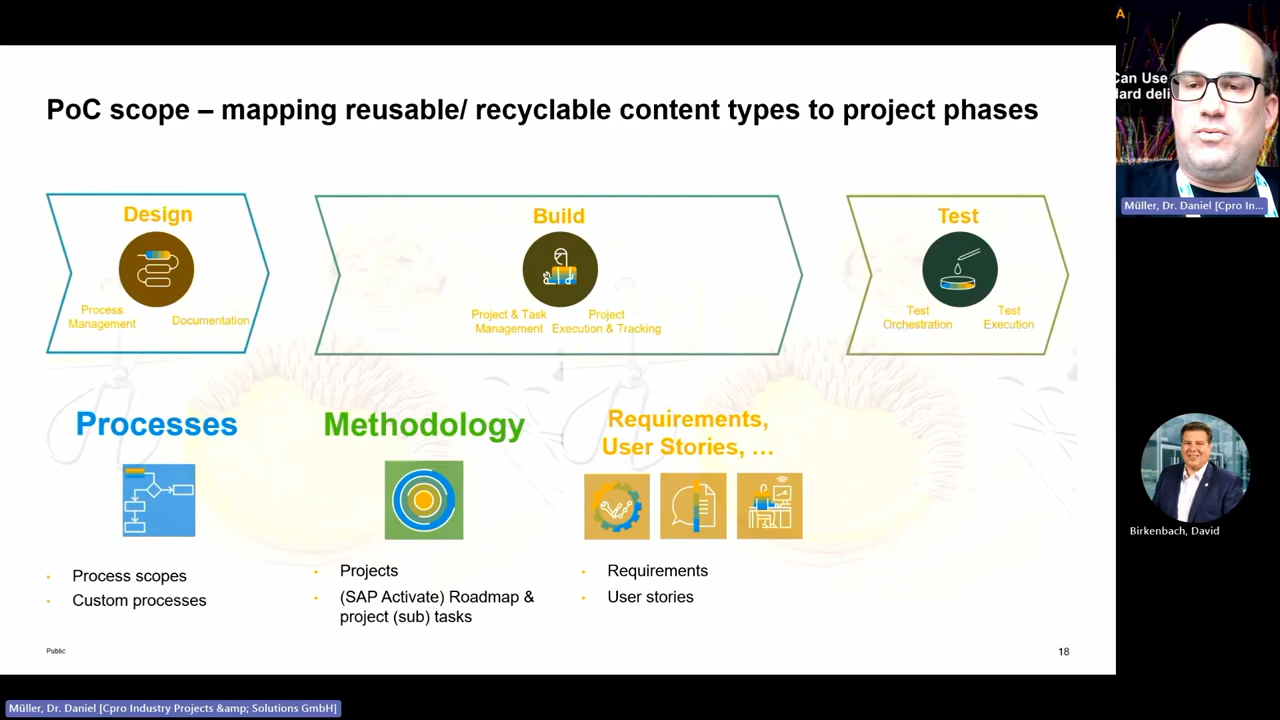 PoC scope – mapping reusable/ recyclable content types to project phases
Design
Process
Management
Documentation
Build
Project & Task
Management
Project
Execution & Tracking
Test
Test
Orchestration
Test
Execution
Processes
• Process scopes
• Custom processes
Methodology
• Projects
• (SAP Activate) Roadmap &
project (sub) tasks
Requirements,
User Stories, …
• Requirements
• User stories
Public
18
A
Can Use
Müller, Dr. Daniel [Cpro In...
Birkenbach, David
Müller, Dr. Daniel [Cpro Industry Projects &amp; Solutions GmbH]